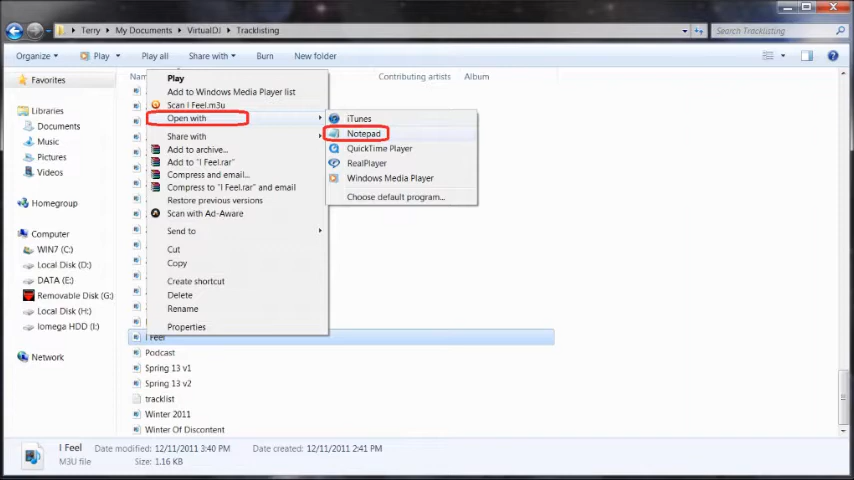 Terry ▸ My Documents ▸ VirtualDJ ▸ Tracklisting
Search Tracklisting
Organize
Play
Play all
Share with
Burn
New folder
Favorites
Libraries
Documents
Music
Pictures
Videos
Homegroup
Computer
WIN7 (C:)
Local Disk (D:)
DATA (E:)
Removable Disk (G:)
Local Disk (H:)
Iomega HDD (I:)
Network
Contributing artists
Album
Play
Add to Windows Media Player list
Scan I Feel.m3u
Open with
Share with
Add to archive...
Add to "I Feel.rar"
Compress and email...
Compress to "I Feel.rar" and email
Restore previous versions
Scan with Ad-Aware
Send to
Cut
Copy
Create shortcut
Delete
Rename
Properties
iTunes
Notepad
QuickTime Player
RealPlayer
Windows Media Player
Choose default program...
I Feel
Podcast
Spring 13 v1
Spring 13 v2
tracklist
Winter 2011
Winter Of Discontent
I Feel
Date modified: 12/11/2011 3:40 PM
Date created: 12/11/2011 2:41 PM
M3U file
Size: 1.16 KB